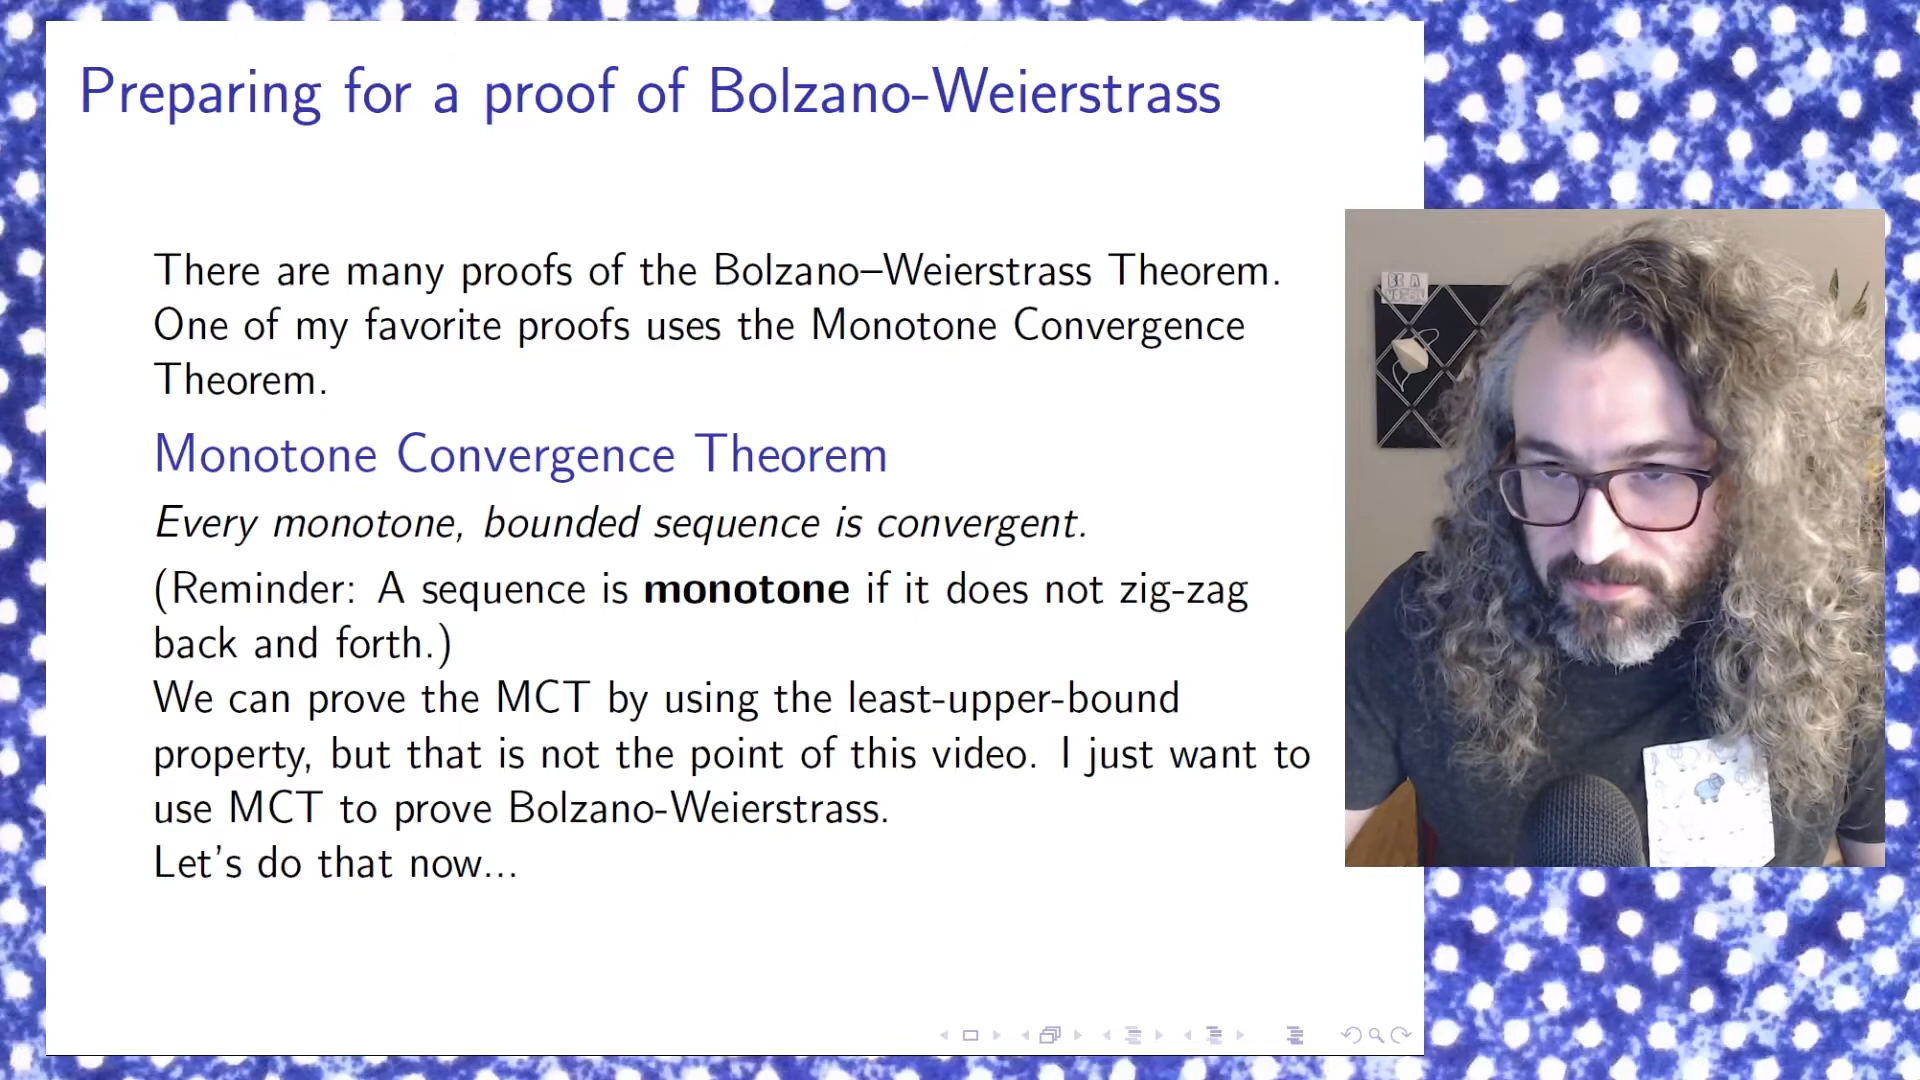 Preparing for a proof of Bolzano-Weierstrass
There are many proofs of the Bolzano–Weierstrass Theorem.
One of my favorite proofs uses the Monotone Convergence
Theorem.
Monotone Convergence Theorem
Every monotone, bounded sequence is convergent.
(Reminder: A sequence is monotone if it does not zig-zag
back and forth.)
We can prove the MCT by using the least-upper-bound
property, but that is not the point of this video. I just want to
use MCT to prove Bolzano-Weierstrass.
Let's do that now...
BE A